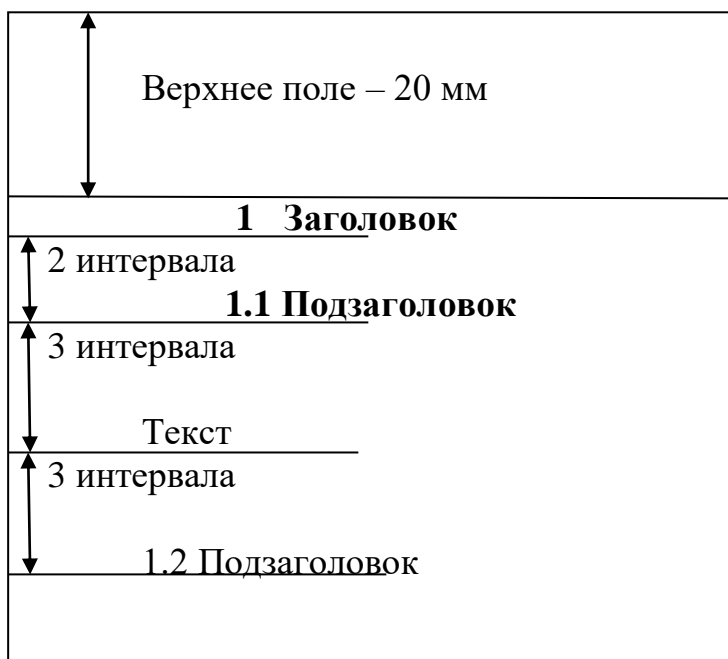 Верхнее поле – 20 мм
1 Заголовок
2 интервала
1.1 Подзаголовок
3 интервала
Текст
3 интервала
1.2 Подзаголовок